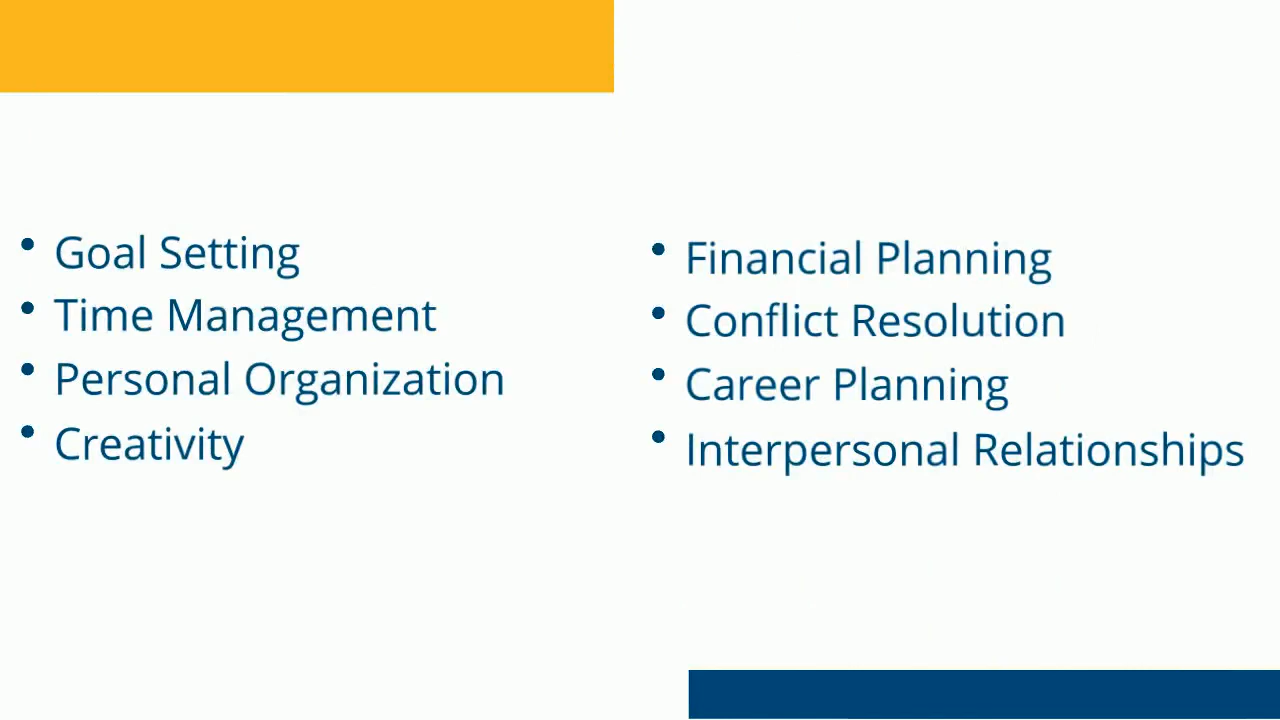 • Goal Setting
• Time Management
• Personal Organization
• Creativity
• Financial Planning
• Conflict Resolution
• Career Planning
• Interpersonal Relationships